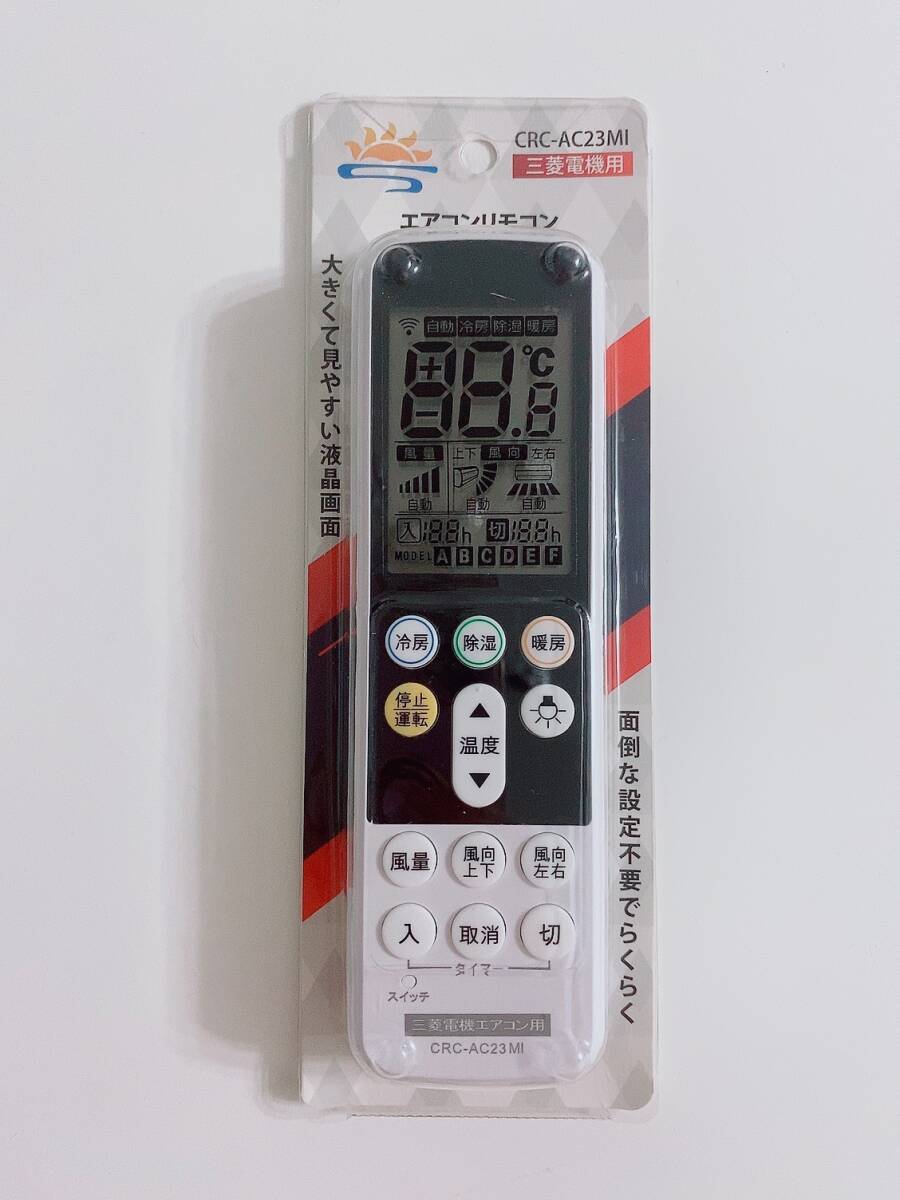 CRC-AC23MI
三菱電機用
エアコンリモコン
大きくて見やすい液晶画面
自動 冷房 除湿 暖房
88.8℃
風量 上下 風向 左右
自動 自動 自動
入 188h 切 188h
MODEL A B C D E F
冷房 除湿 暖房
停止
運転
温度
風量 風向上下 風向左右
入 取消 切
タイマー
スイッチ
三菱電機エアコン用
CRC-AC23MI
面倒な設定不要でらくらく